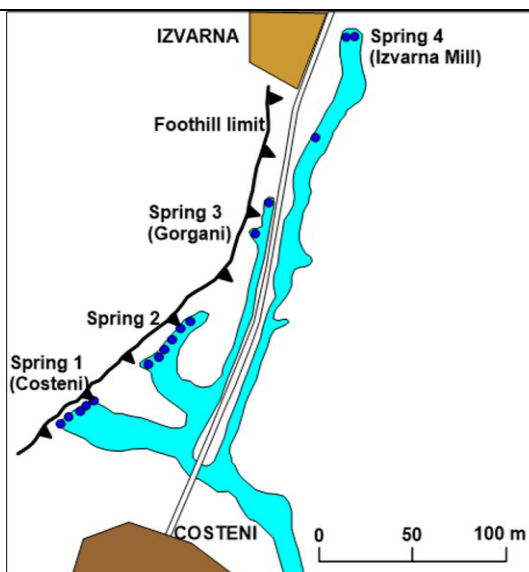 IZVARNA
Spring 4
(Izvarna Mill)
Foothill limit
Spring 3
(Gorgani)
Spring 2
Spring 1
(Costeni)
COSTENI
0 50 100 m